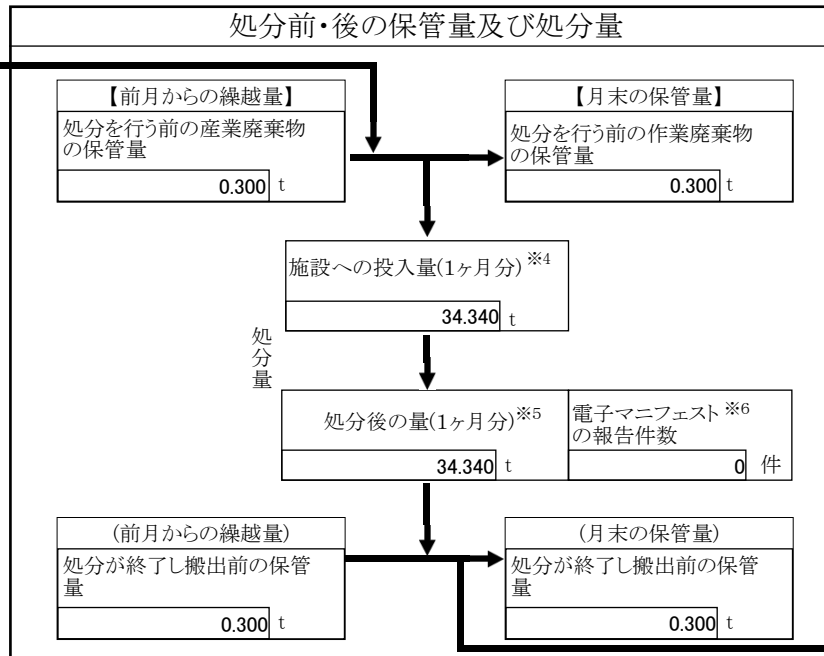 処分前・後の保管量及び処分量
【前月からの繰越量】
処分を行う前の産業廃棄物
の保管量
0.300 t
【月末の保管量】
処分を行う前の作業廃棄物
の保管量
0.300 t
施設への投入量(1ヶ月分)※4
34.340 t
処分量
処分後の量(1ヶ月分)※5
34.340 t
電子マニフェスト※6
の報告件数
0 件
(前月からの繰越量)
処分が終了し搬出前の保管
量
0.300 t
(月末の保管量)
処分が終了し搬出前の保管
量
0.300 t